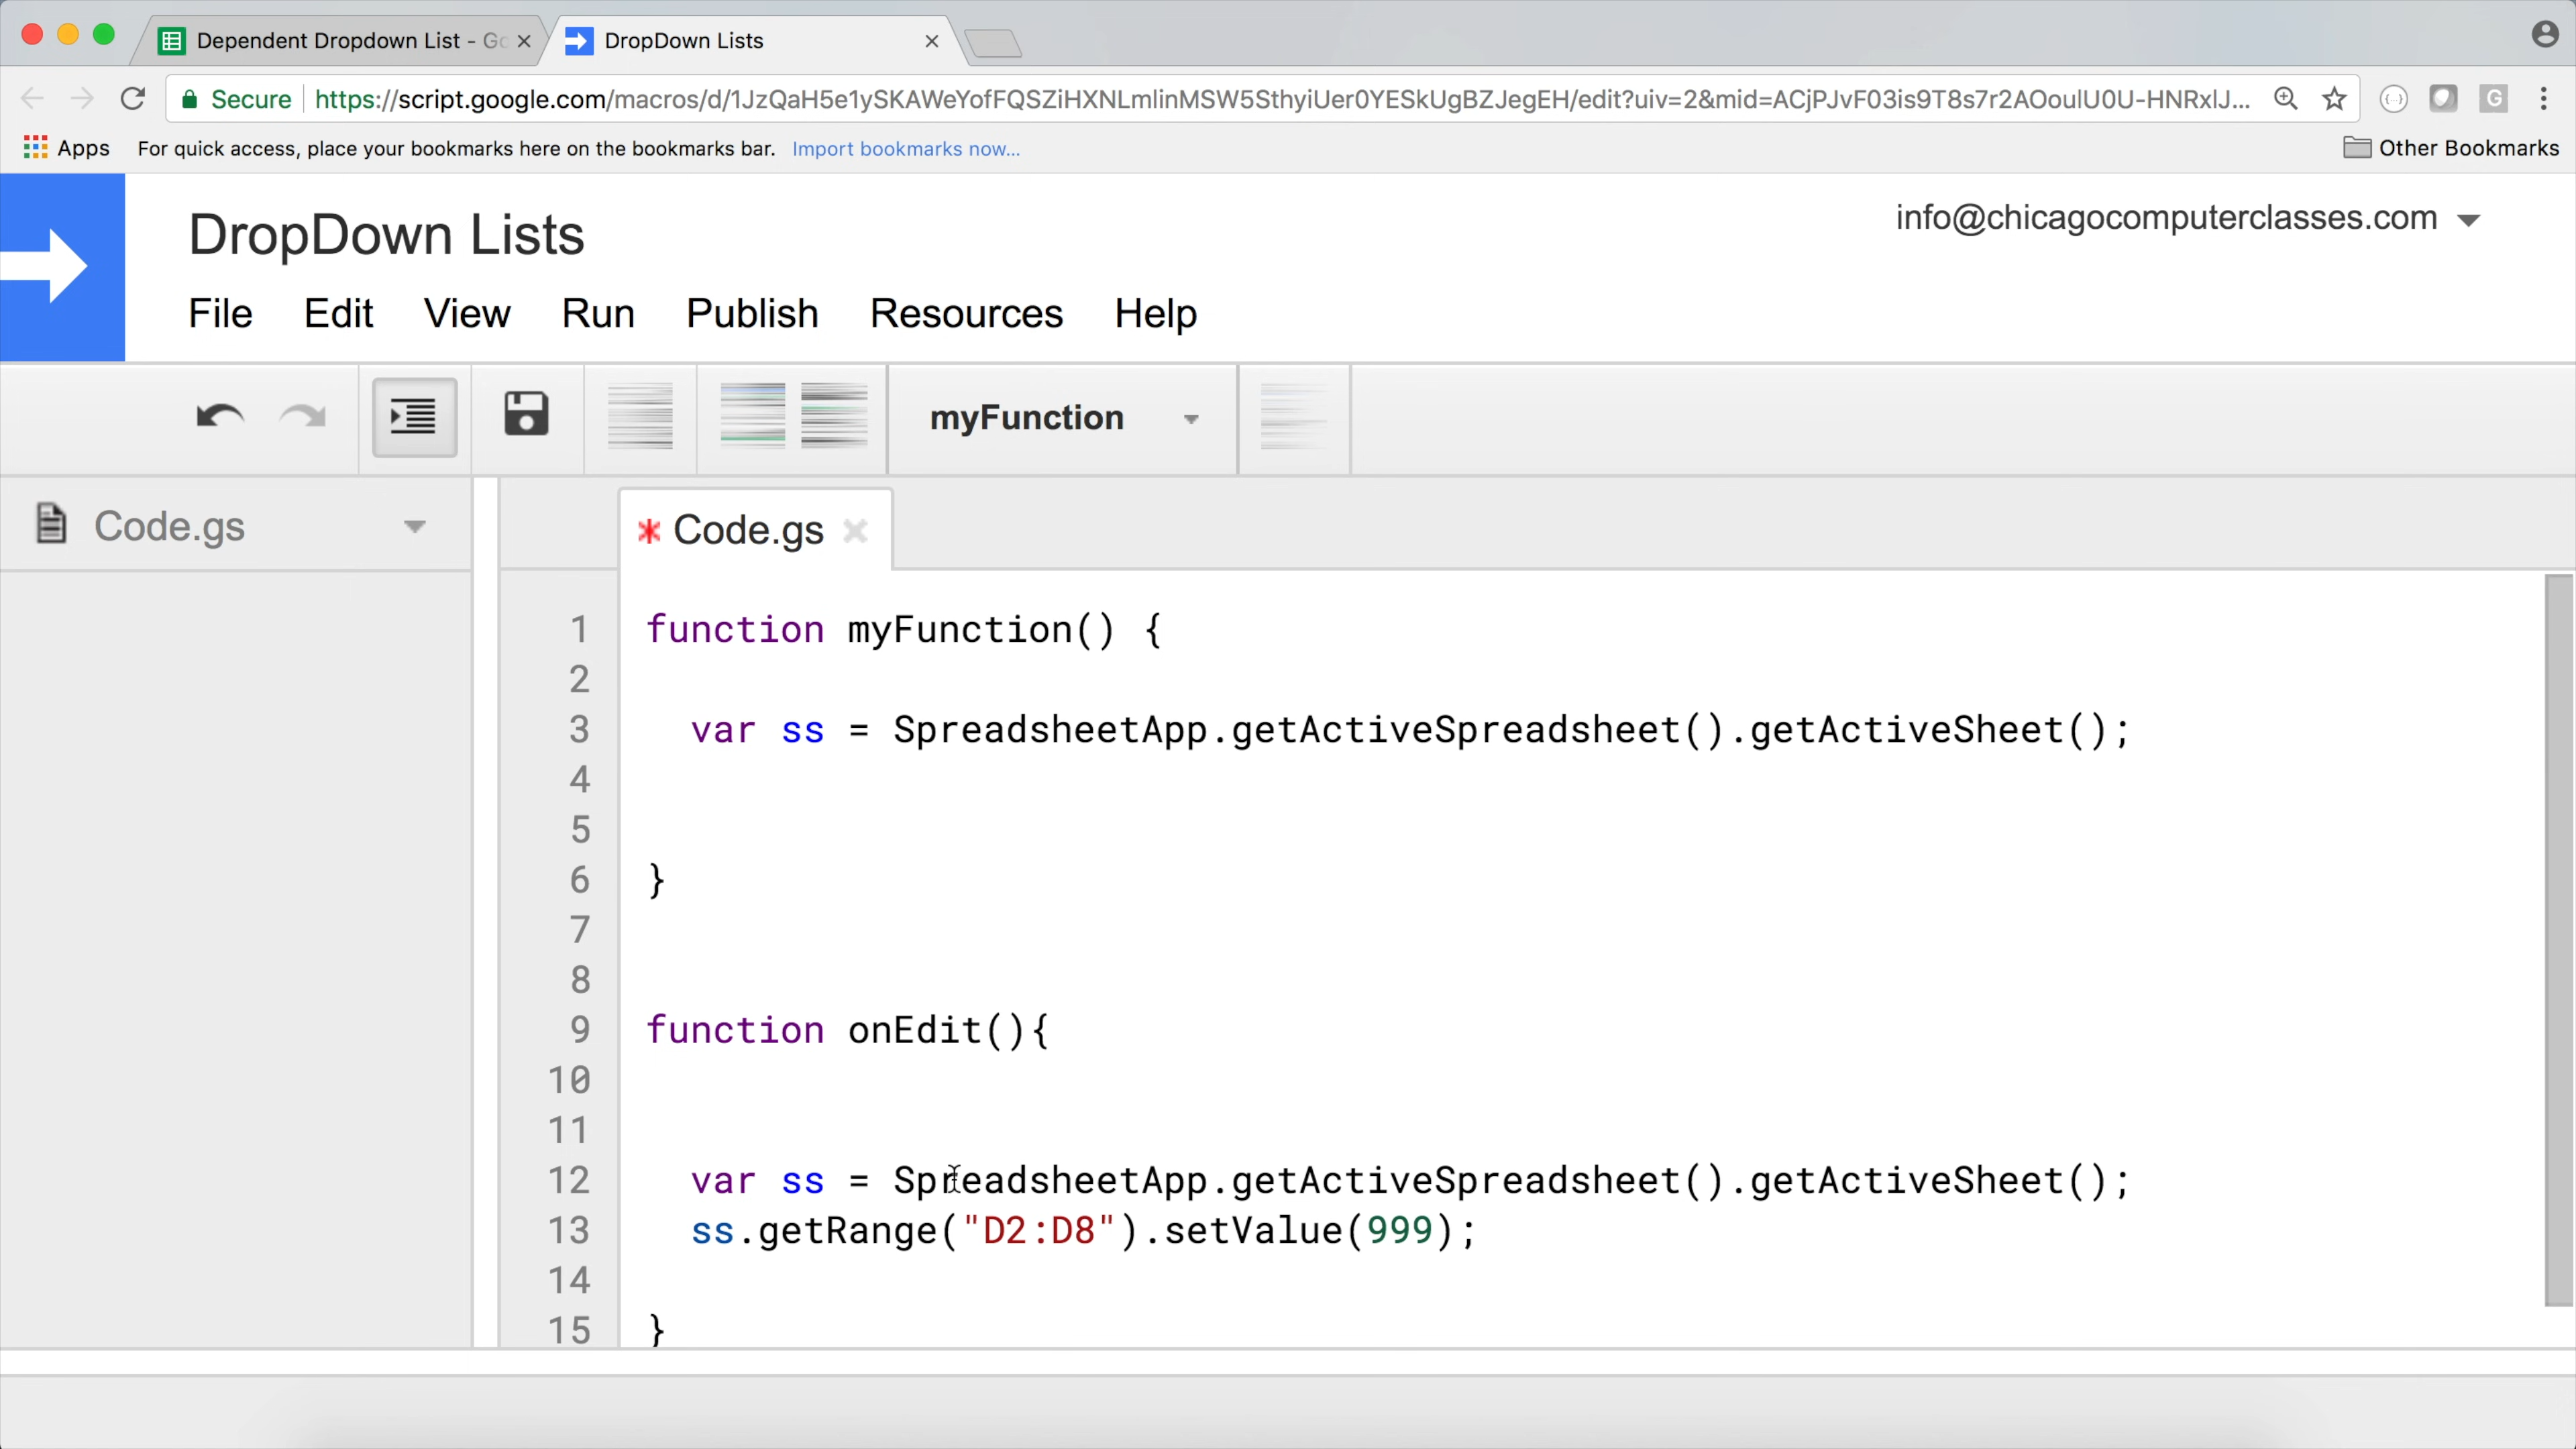 Dependent Dropdown List - Go
DropDown Lists
Secure
https://script.google.com/macros/d/1JzQaH5e1ySKAWeYofFQSZiHXNLmlinMSW5SthyiUer0YESkUgBZJegEH/edit?uiv=2&mid=ACjPJvF03is9T8s7r2AOoulU0U-HNRxlJ...
G
Apps
For quick access, place your bookmarks here on the bookmarks bar.
Import bookmarks now...
Other Bookmarks
DropDown Lists
info@chicagocomputerclasses.com
File Edit View Run Publish Resources Help
myFunction
Code.gs
* Code.gs
1 function myFunction() {
2
3 var ss = SpreadsheetApp.getActiveSpreadsheet().getActiveSheet();
4
5
6 }
7
8
9 function onEdit(){
10
11
12 var ss = SpreadsheetApp.getActiveSpreadsheet().getActiveSheet();
13 ss.getRange("D2:D8").setValue(999);
14
15 }